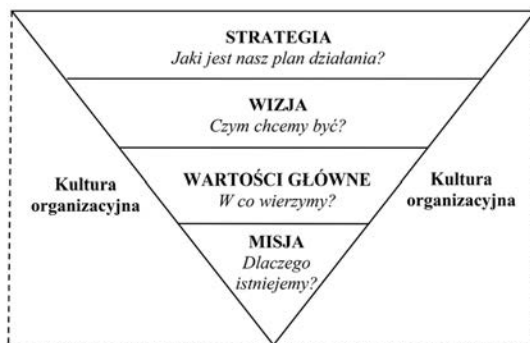 STRATEGIA
Jaki jest nasz plan działania?
WIZJA
Czym chcemy być?
WARTOŚCI GŁÓWNE
W co wierzymy?
Kultura
organizacyjna
Kultura
organizacyjna
MISJA
Dlaczego
istniejemy?